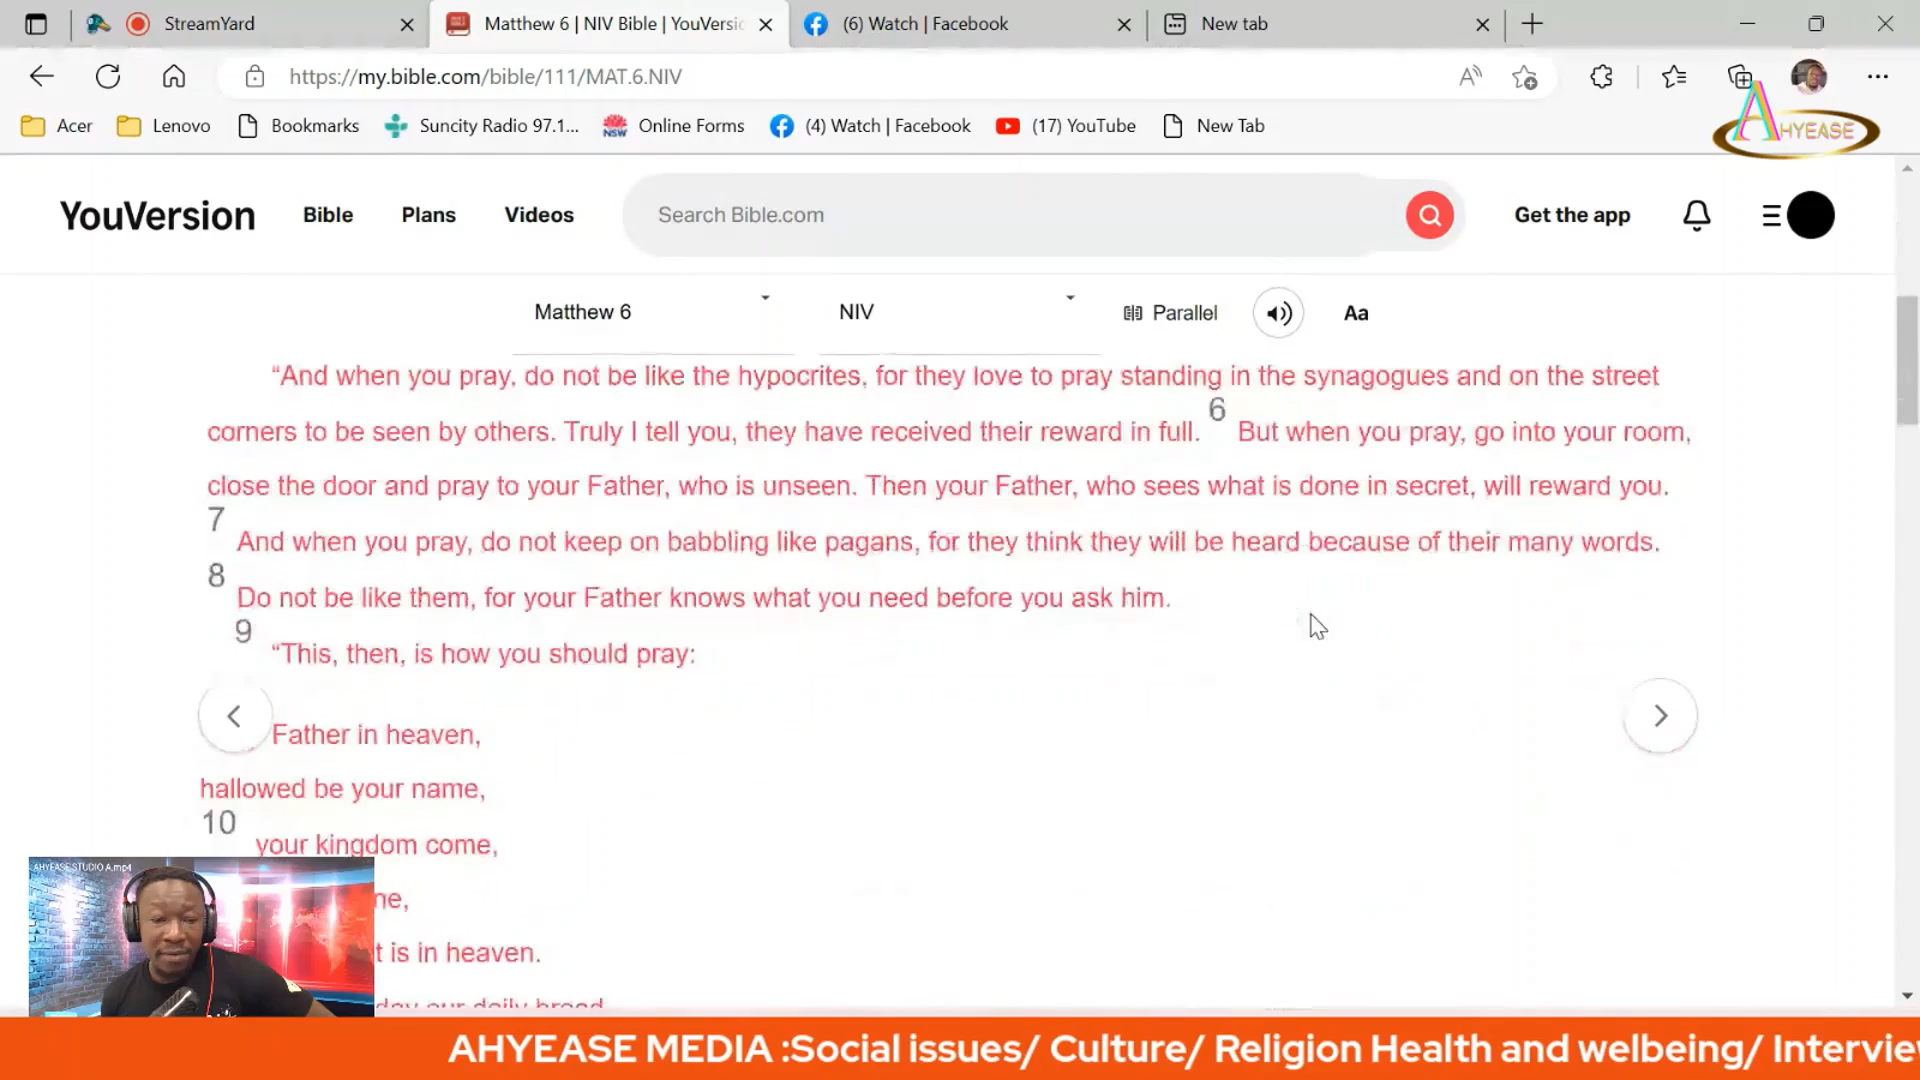 StreamYard
Matthew 6 | NIV Bible | YouVersic
(6) Watch | Facebook
New tab
https://my.bible.com/bible/111/MAT.6.NIV
Acer
Lenovo
Bookmarks
Suncity Radio 97.1...
NSW
Online Forms
(4) Watch | Facebook
(17) YouTube
New Tab
AHYEASE
YouVersion
Bible
Plans
Videos
Search Bible.com
Get the app
Matthew 6
NIV
Parallel
Aa
“And when you pray, do not be like the hypocrites, for they love to pray standing in the synagogues and on the street
corners to be seen by others. Truly I tell you, they have received their reward in full. 6 But when you pray, go into your room,
close the door and pray to your Father, who is unseen. Then your Father, who sees what is done in secret, will reward you.
7 And when you pray, do not keep on babbling like pagans, for they think they will be heard because of their many words.
8 Do not be like them, for your Father knows what you need before you ask him.
9 “This, then, is how you should pray:
Father in heaven,
hallowed be your name,
10 your kingdom come,
ne,
t is in heaven.
day our daily bread
AHYEASE STUDIO A.mp4
AHYEASE MEDIA :Social issues/ Culture/ Religion Health and welbeing/ Intervie